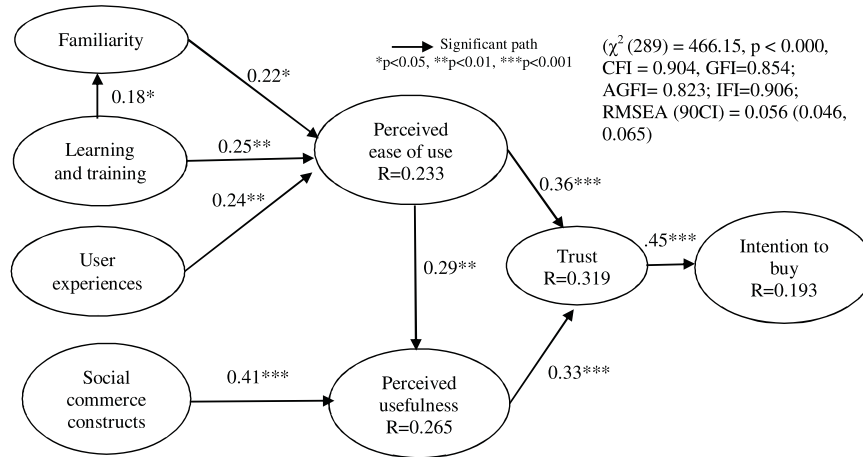 Familiarity
0.18*
Learning
and training
User
experiences
Social
commerce
constructs
0.22*
0.25**
0.24**
0.41***
Significant path
*p<0.05, **p<0.01, ***p<0.001
(χ² (289) = 466.15, p < 0.000,
CFI = 0.904, GFI=0.854;
AGFI= 0.823; IFI=0.906;
RMSEA (90CI) = 0.056 (0.046,
0.065)
Perceived
ease of use
R=0.233
0.29**
Perceived
usefulness
R=0.265
0.36***
0.33***
Trust
R=0.319
.45***
Intention to
buy
R=0.193